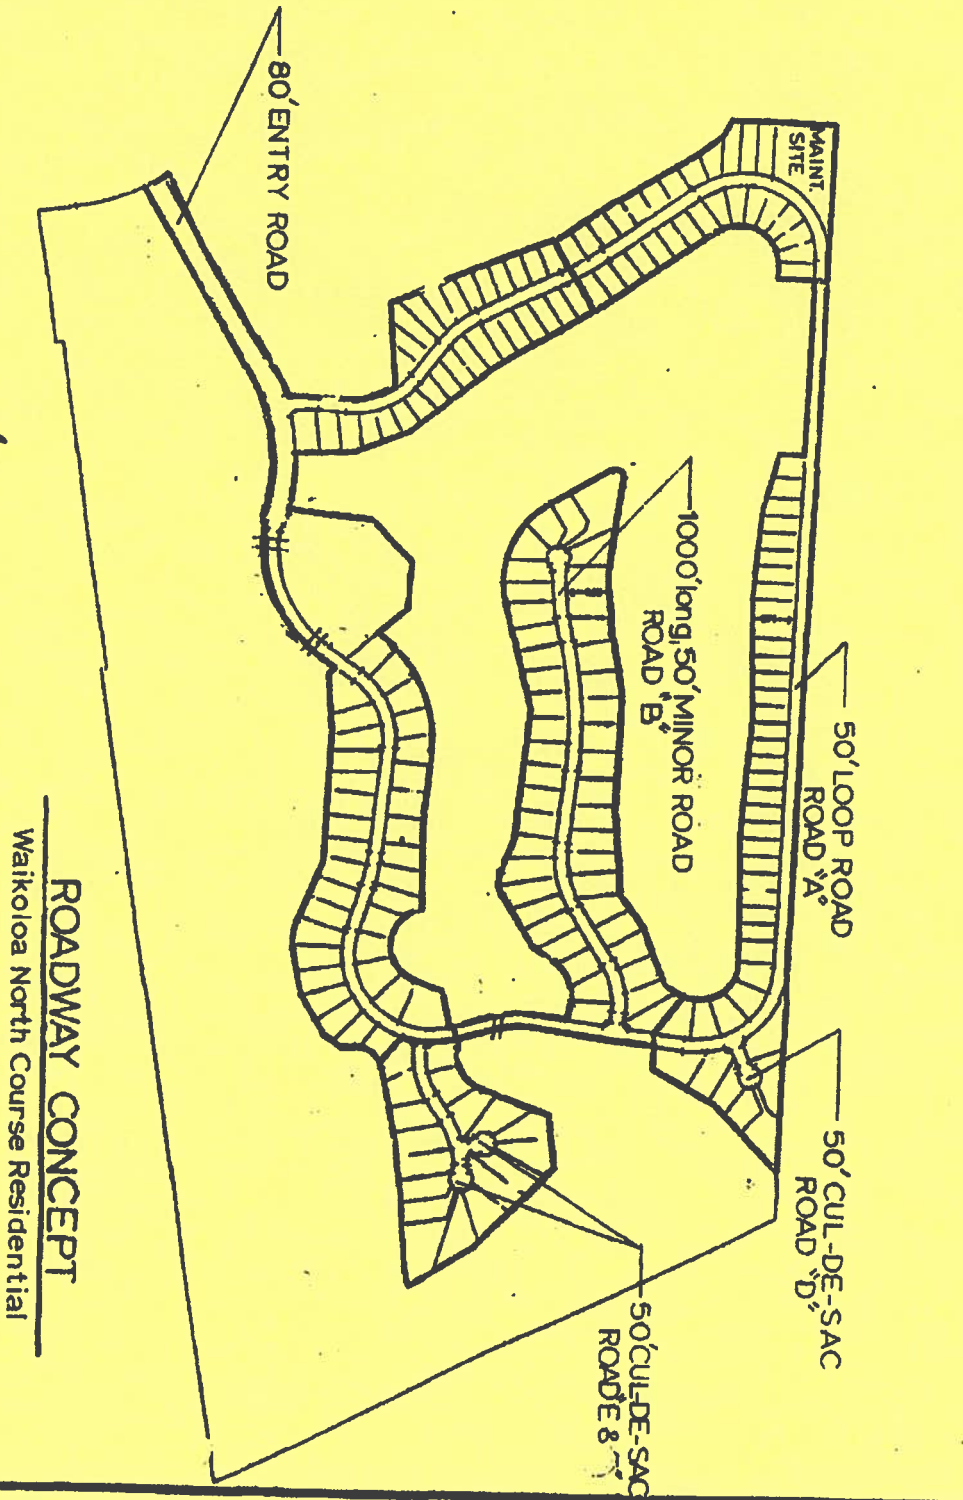 MAINT.
SITE
80' ENTRY ROAD
1000' long, 50' MINOR ROAD
ROAD "B"
50' LOOP ROAD
ROAD "A"
50' CUL-DE-SAC
ROAD "D"
50' CUL-DE-SAC
ROAD "E &
ROADWAY CONCEPT
Waikoloa North Course Residential